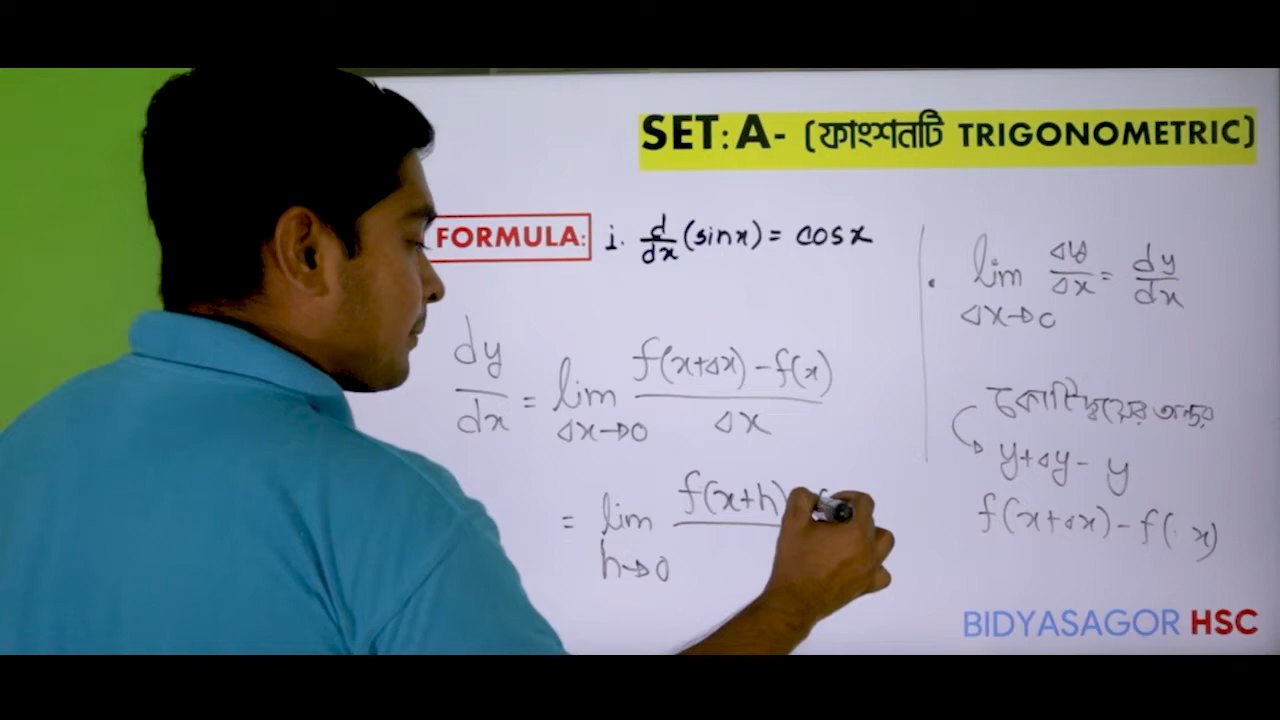 SET: A- (ফাংশনটি TRIGONOMETRIC)
FORMULA: i. d/dx (sinx) = cosx
dy/dx = lim Δx→0 f(x+Δx) - f(x) / Δx
= lim h→0 f(x+h)
. lim Δx→0 Δy/Δx = dy/dx
কোটিদ্বয়ের অন্তর
y+Δy - y
f(x+Δx) - f(x)
BIDYASAGOR HSC